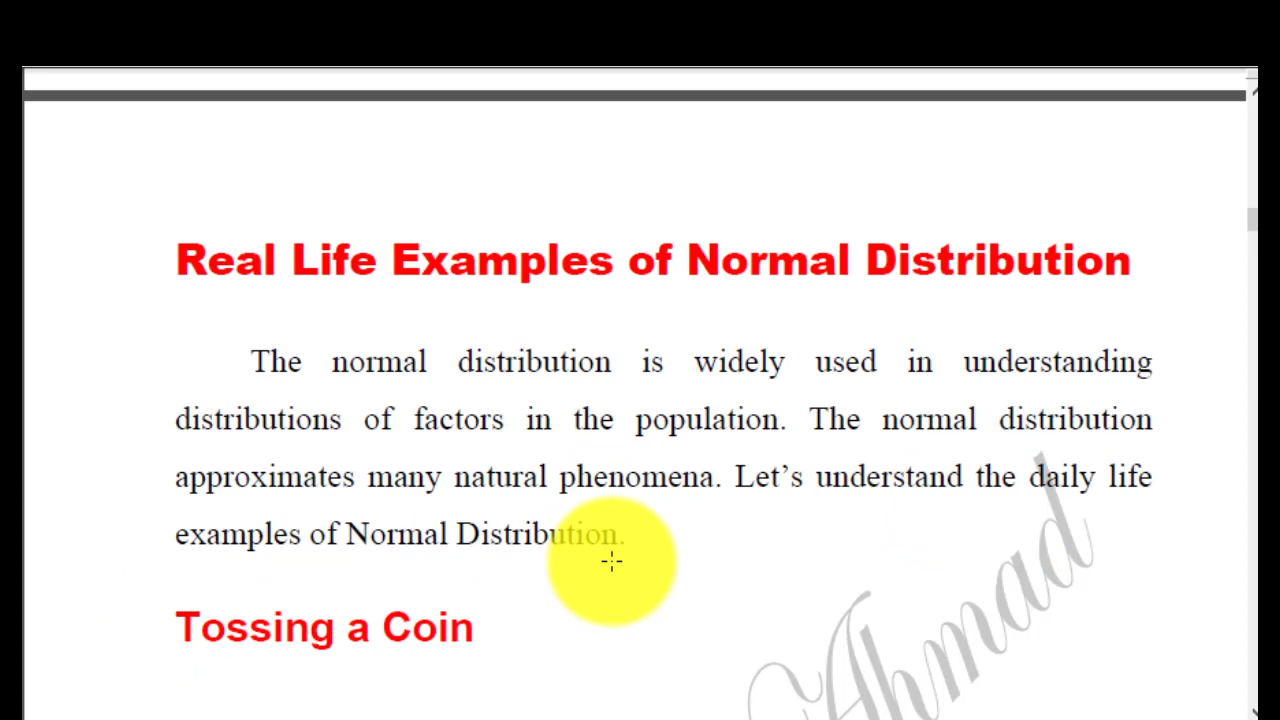 Real Life Examples of Normal Distribution
The normal distribution is widely used in understanding
distributions of factors in the population. The normal distribution
approximates many natural phenomena. Let’s understand the daily life
examples of Normal Distribution.
Tossing a Coin
Ahmad